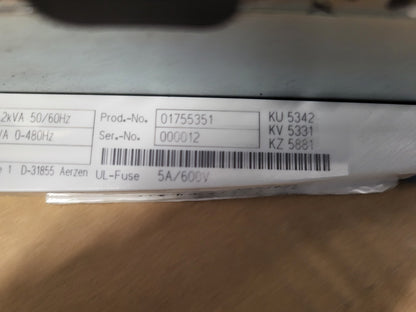 2kVA 50/60Hz Prod.-No. 01755351 KU 5342
VA 0-480Hz Ser.-No. 000012 KV 5331
KZ 5881
1 D-31855 Aerzen UL-Fuse 5A/600V